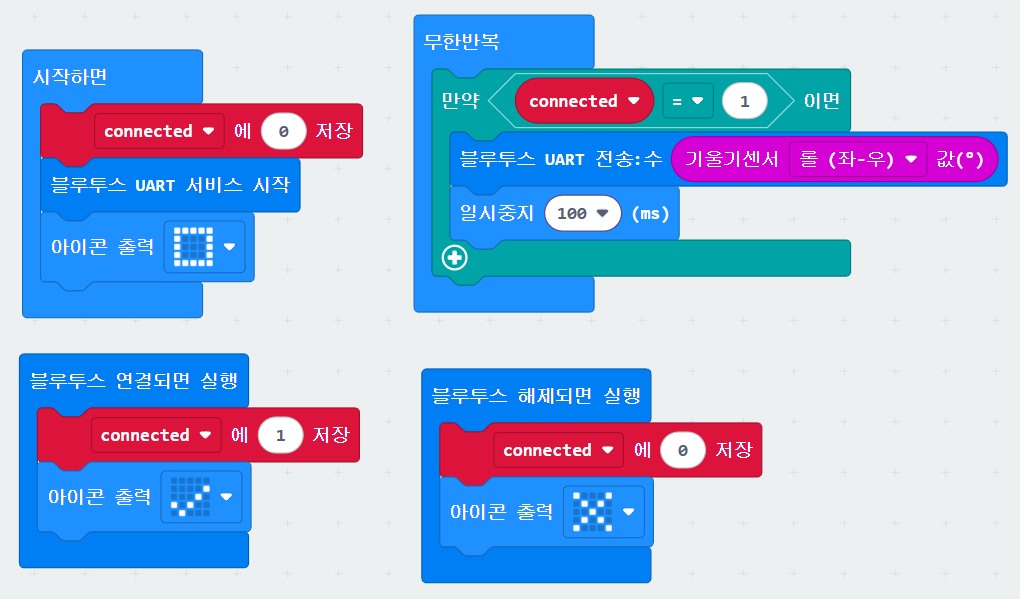 시작하면
connected 에 0 저장
블루투스 UART 서비스 시작
아이콘 출력
무한반복
만약 connected = 1 이면
블루투스 UART 전송:수 기울기센서 롤 (좌-우) 값(°)
일시중지 100 (ms)
블루투스 연결되면 실행
connected 에 1 저장
아이콘 출력
블루투스 해제되면 실행
connected 에 0 저장
아이콘 출력